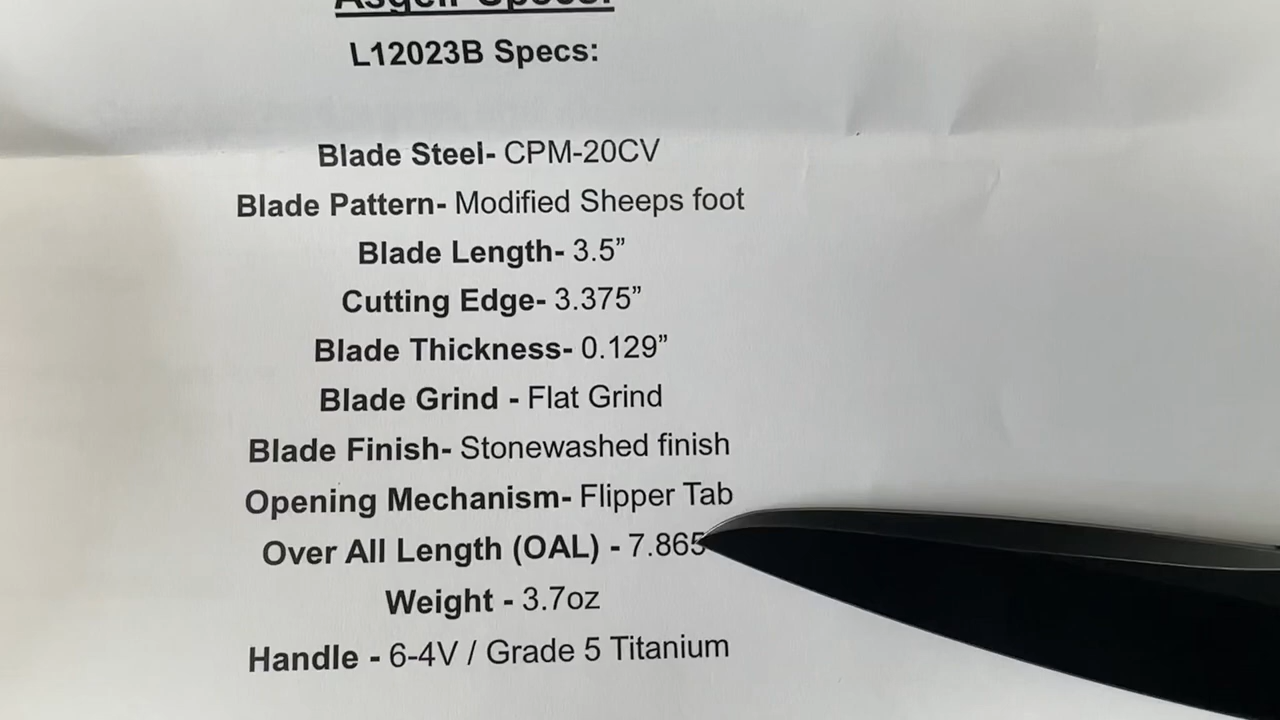 Asgeir Specs:
L12023B Specs:
Blade Steel- CPM-20CV
Blade Pattern- Modified Sheeps foot
Blade Length- 3.5”
Cutting Edge- 3.375”
Blade Thickness- 0.129”
Blade Grind - Flat Grind
Blade Finish- Stonewashed finish
Opening Mechanism- Flipper Tab
Over All Length (OAL) - 7.865
Weight - 3.7oz
Handle - 6-4V / Grade 5 Titanium